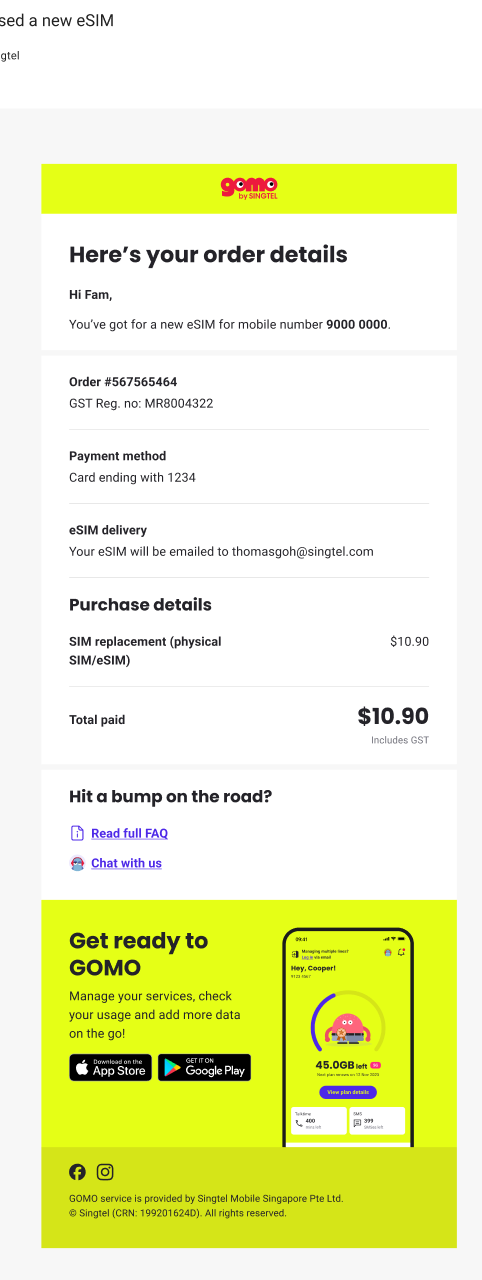 sed a new eSIM
gtel
gomo
by SINGTEL
Here’s your order details
Hi Fam,
You’ve got for a new eSIM for mobile number 9000 0000.
Order #567565464
GST Reg. no: MR8004322
Payment method
Card ending with 1234
eSIM delivery
Your eSIM will be emailed to thomasgoh@singtel.com
Purchase details
SIM replacement (physical
SIM/eSIM)
$10.90
Total paid
$10.90
Includes GST
Hit a bump on the road?
Read full FAQ
Chat with us
Get ready to
GOMO
Manage your services, check
your usage and add more data
on the go!
Download on the
App Store
GET IT ON
Google Play
09:41
Managing multiple lines?
Log in via email
Hey, Cooper!
9123 4567
45.0GB left
5G
Next plan renews on 13 Nov 2023
View plan details
Talktime
400
mins left
SMS
399
SMSes left
GOMO service is provided by Singtel Mobile Singapore Pte Ltd.
© Singtel (CRN: 199201624D). All rights reserved.